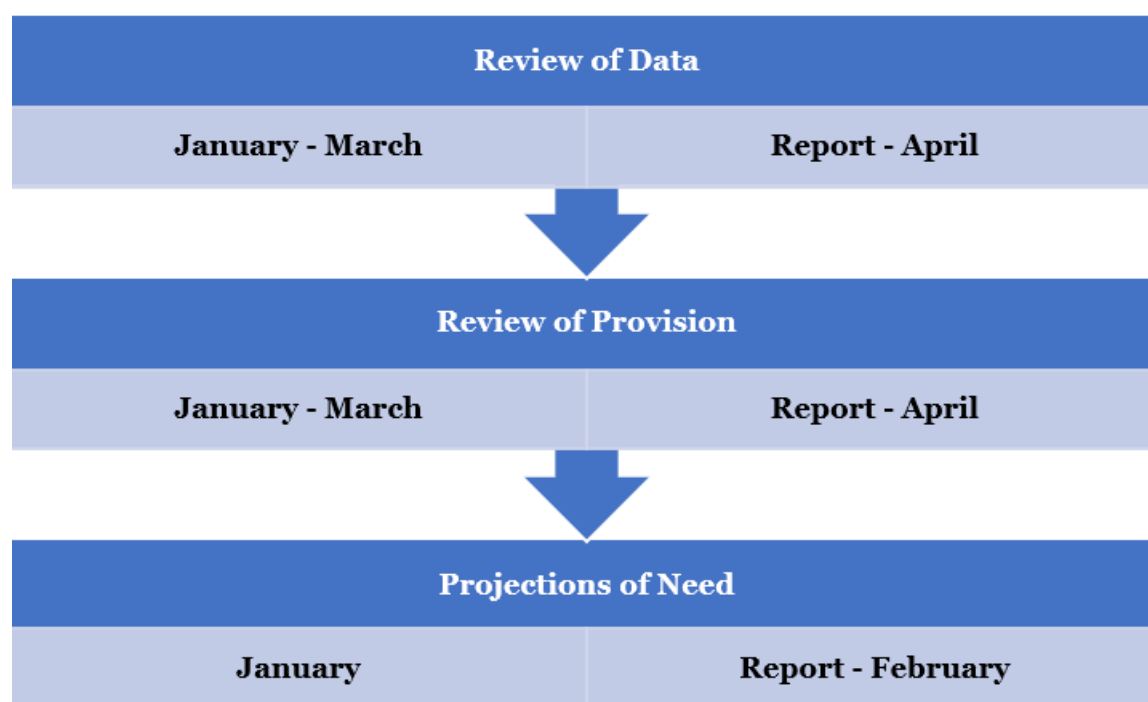 Review of Data
January - March
Report - April
Review of Provision
January - March
Report - April
Projections of Need
January
Report - February